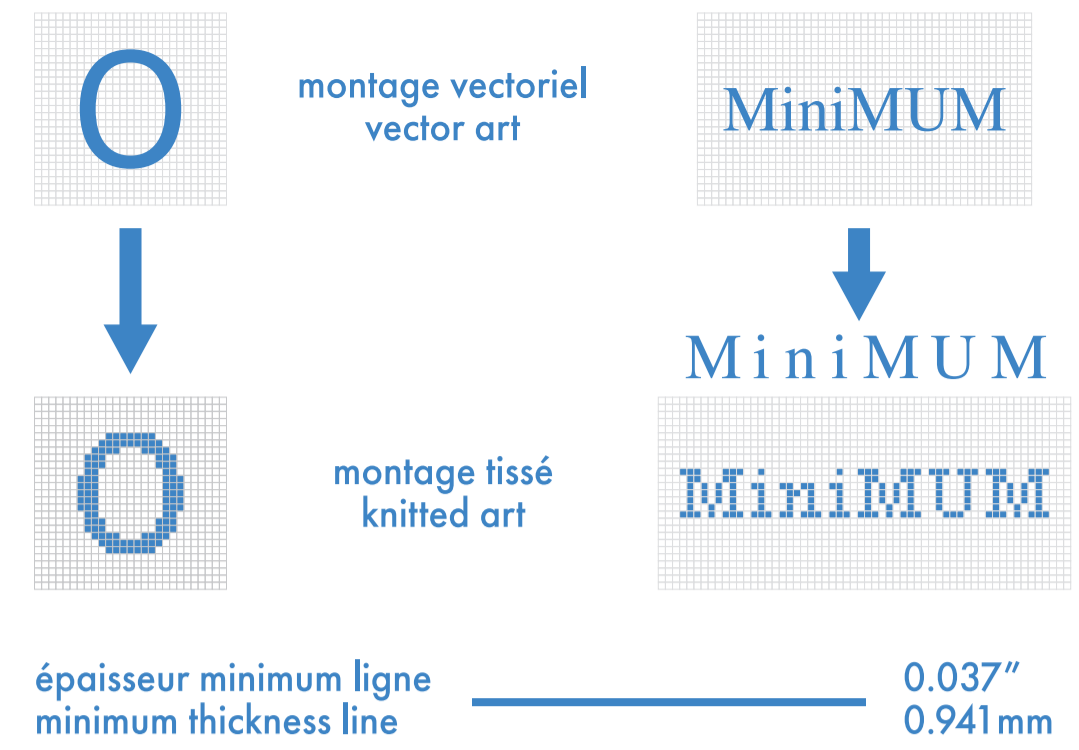 O
montage vectoriel
vector art
MiniMUM
MiniMUM
O
montage tissé
knitted art
MiniMUM
épaisseur minimum ligne
minimum thickness line
0.037"
0.941mm